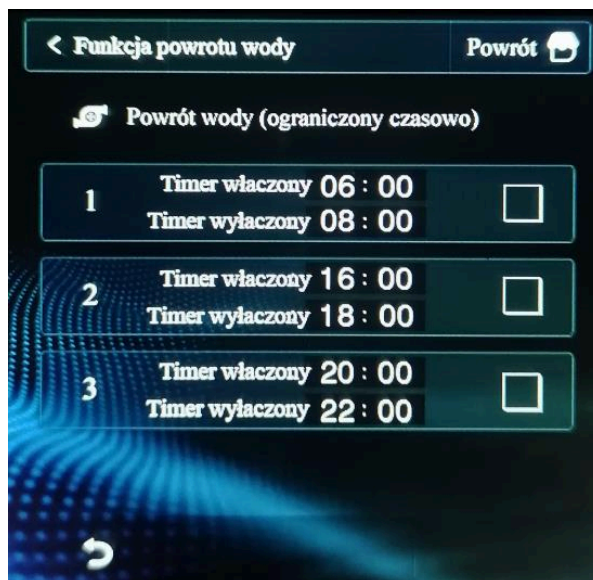 < Funkcja powrotu wody Powrót
Powrót wody (ograniczony czasowo)
1
Timer właczony 06 : 00
Timer wyłaczony 08 : 00
2
Timer właczony 16 : 00
Timer wyłaczony 18 : 00
3
Timer właczony 20 : 00
Timer wyłaczony 22 : 00